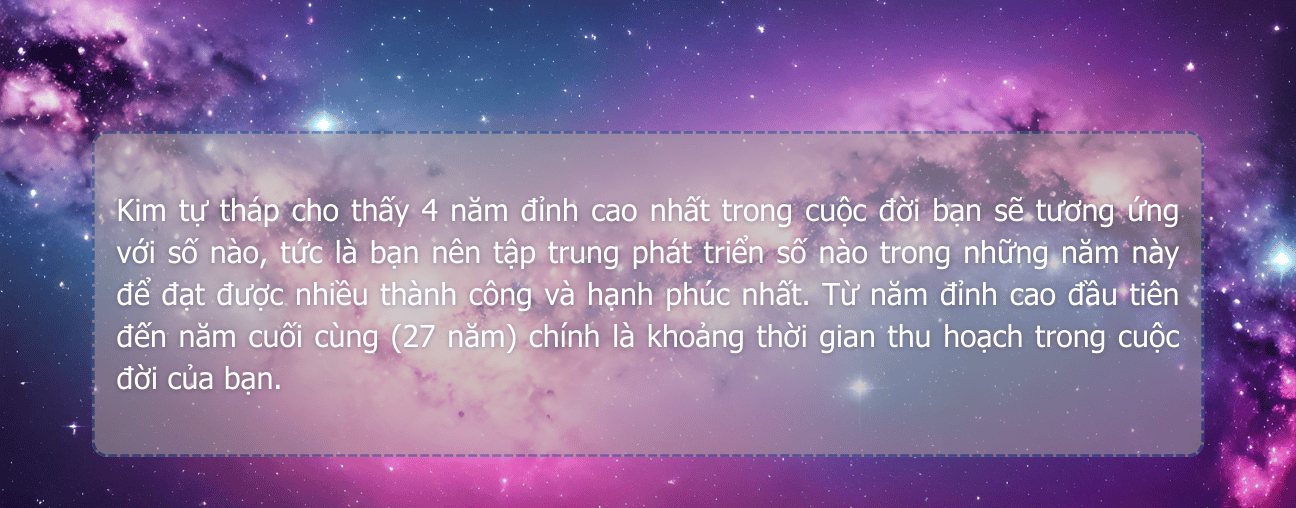 Kim tự tháp cho thấy 4 năm đỉnh cao nhất trong cuộc đời bạn sẽ tương ứng
với số nào, tức là bạn nên tập trung phát triển số nào trong những năm này
để đạt được nhiều thành công và hạnh phúc nhất. Từ năm đỉnh cao đầu tiên
đến năm cuối cùng (27 năm) chính là khoảng thời gian thu hoạch trong cuộc
đời của bạn.